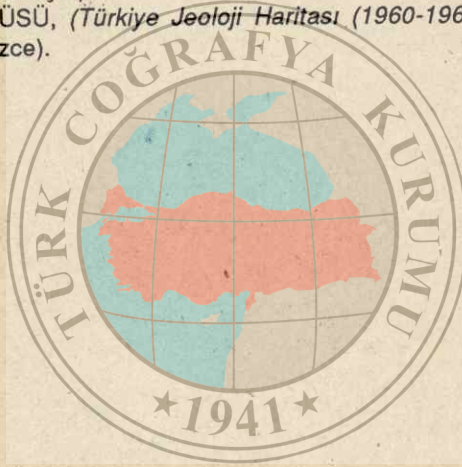 ÜSÜ, (Türkiye Jeoloji Haritası (1960-196
zce).
TÜRK COĞRAFYA KURUMU
★1941★